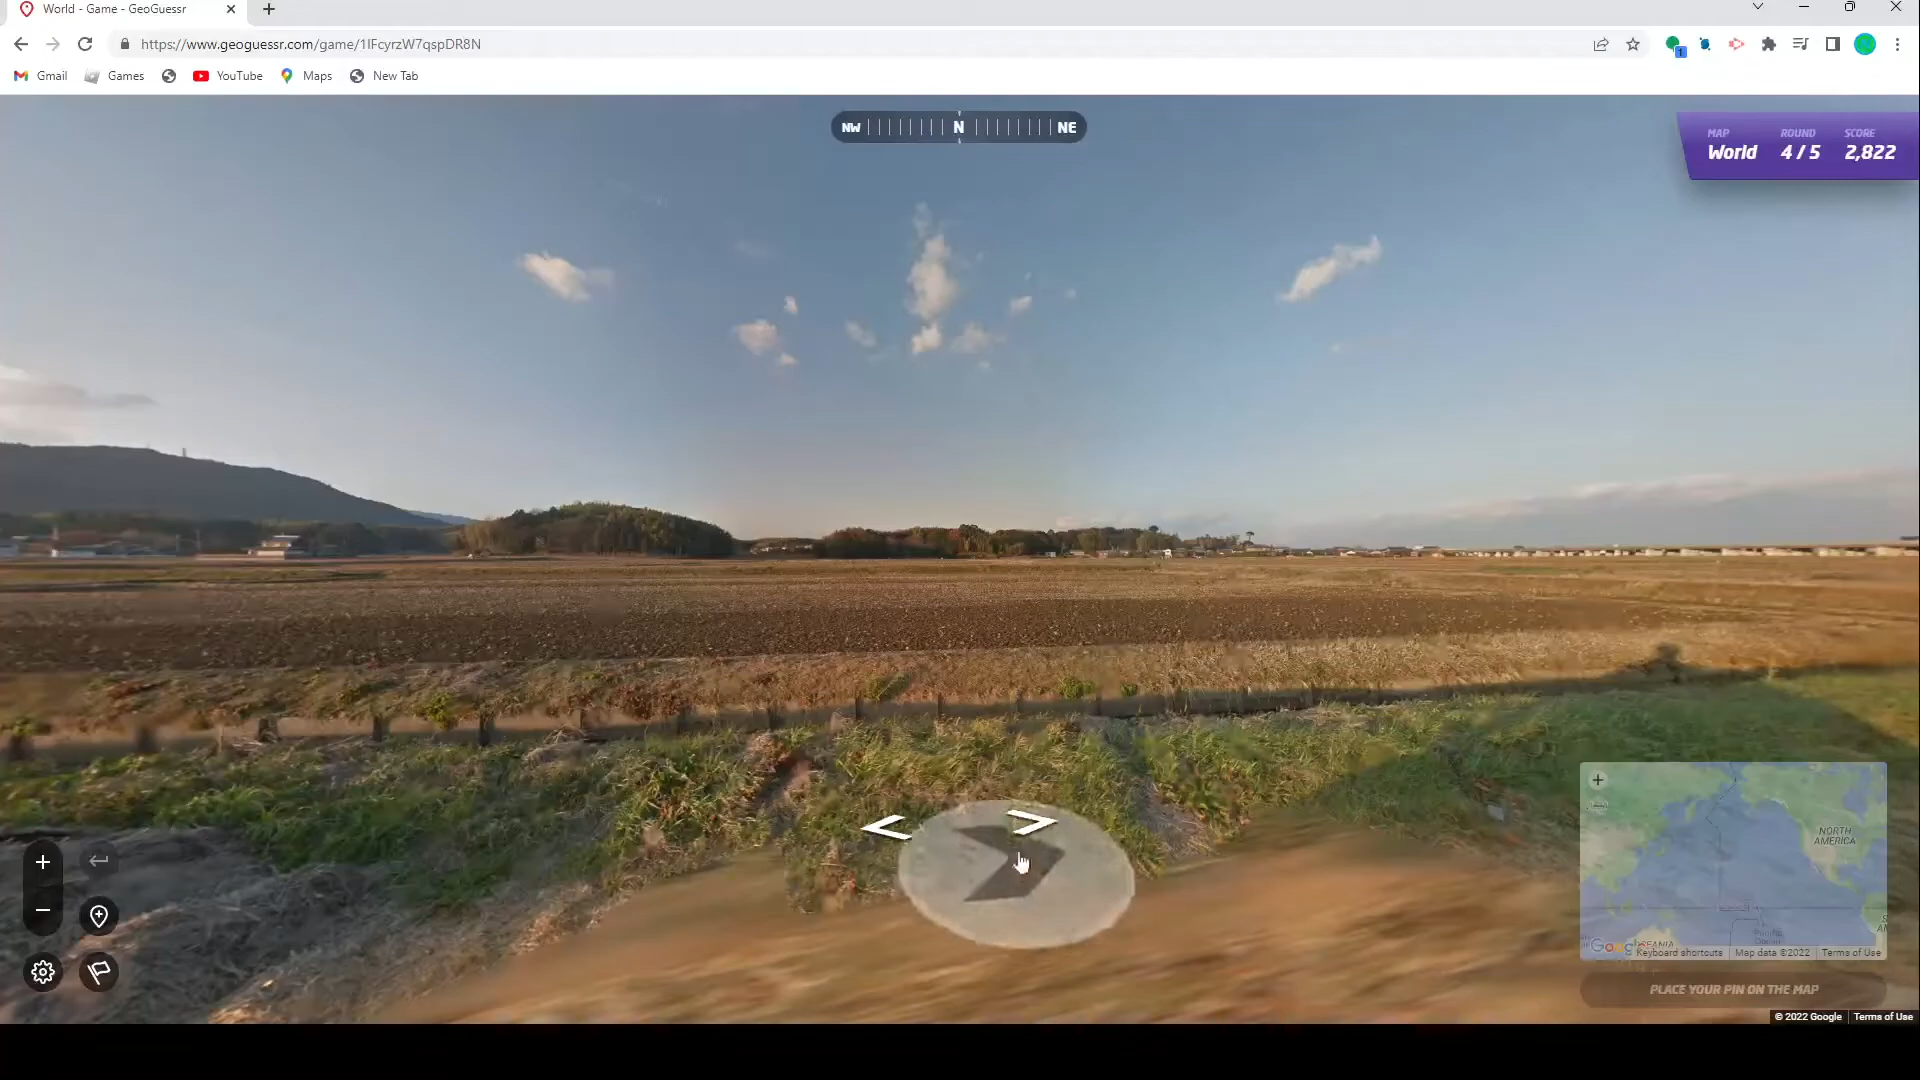 World - Game - GeoGuessr
https://www.geoguessr.com/game/1IFcyrzW7qspDR8N
1
Gmail
Games
YouTube
Maps
New Tab
NW
N
NE
MAP
World
ROUND
4 / 5
SCORE
2,822
NORTH
AMERICA
Keyboard shortcuts
Map data ©2022
Terms of Use
PLACE YOUR PIN ON THE MAP
© 2022 Google
Terms of Use